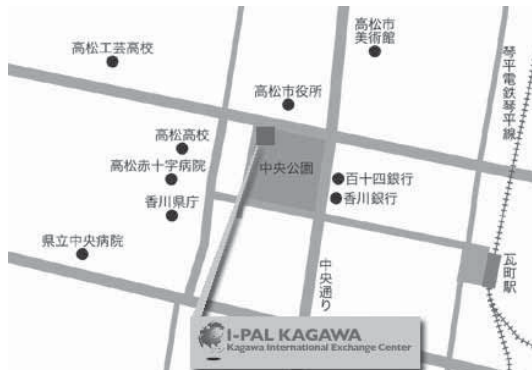 高松市
美術館
高松工芸高校
琴平電鉄琴平線
高松市役所
高松高校
中央公園
高松赤十字病院
百十四銀行
香川銀行
香川県庁
県立中央病院
中央通り
瓦町駅
I-PAL KAGAWA
Kagawa International Exchange Center